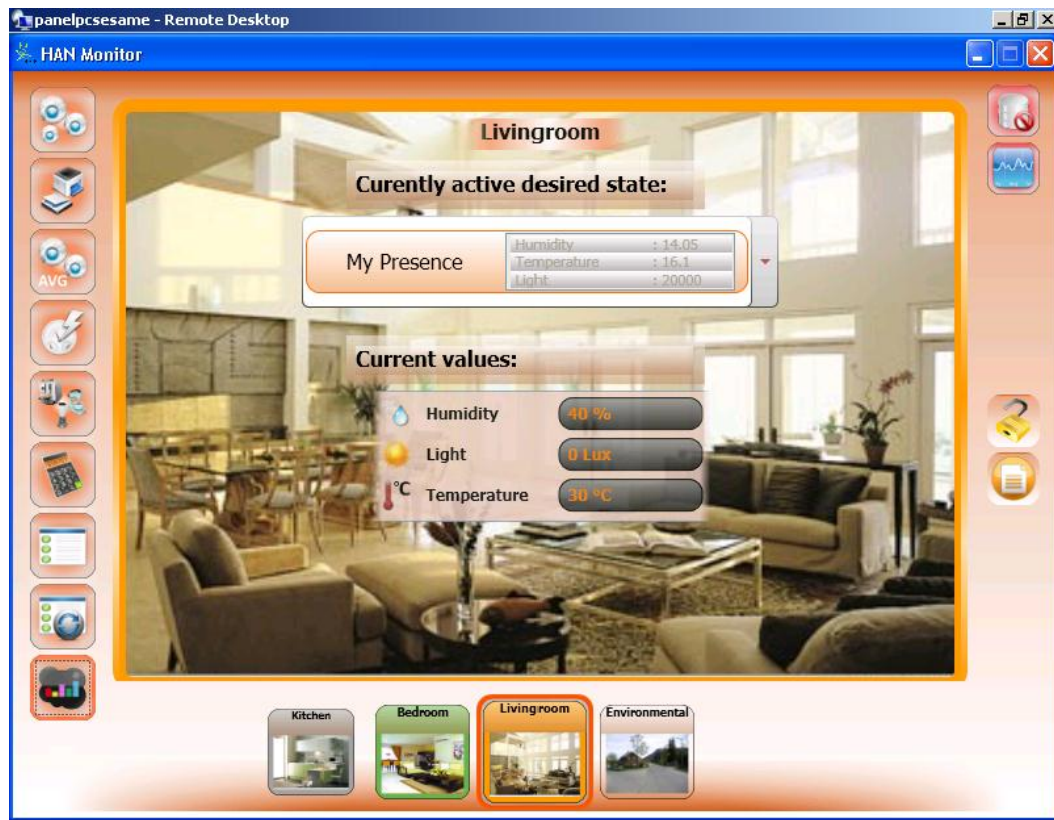 panelpcsesame - Remote Desktop
HAN Monitor
Livingroom
Curently active desired state:
My Presence
Humidity : 14.05
Temperature : 16.1
Light : 20000
AVG
Current values:
Humidity 40 %
Light 0 Lux
°C Temperature 30 °C
Kitchen Bedroom Livingroom Environmental